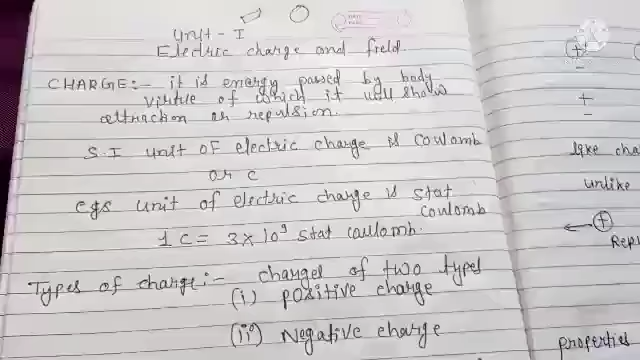 Unit - I
Electric charge and field.
CHARGE:- it is energy passed by body
virtue of which it will show
attraction or repulsion.
S.I unit of electric charge is coulomb
or c
cgs unit of electric charge is stat
coulomb
1 c = 3 × 10⁹ stat coulomb.
Types of charge:- charges of two types
(i) positive charge
(ii) Negative charge
+
-
+
-
like cha
unlike
+
Rep
properties